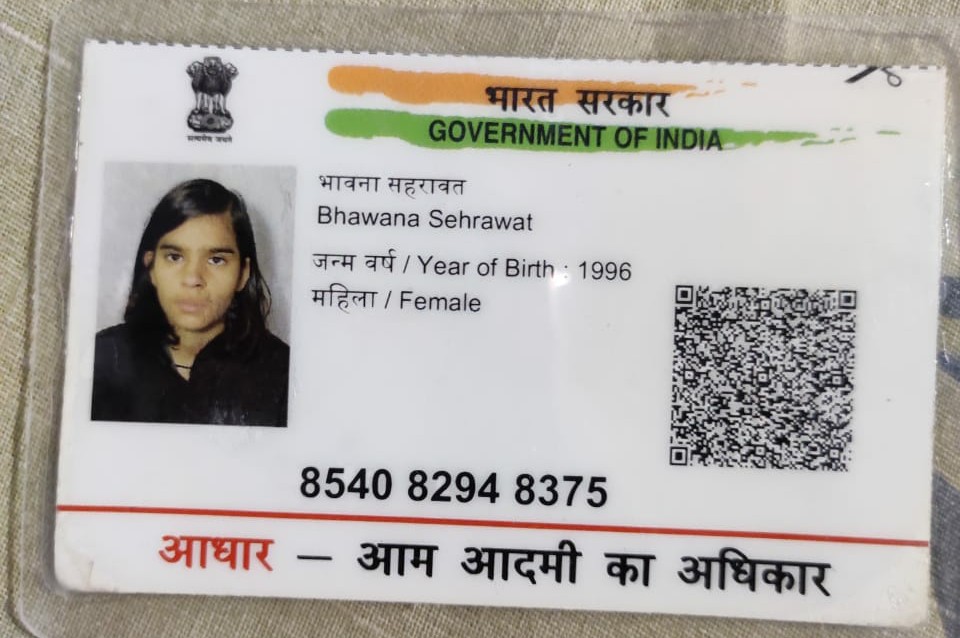 सत्यमेव जयते
भारत सरकार
GOVERNMENT OF INDIA
भावना सहरावत
Bhawana Sehrawat
जन्म वर्ष / Year of Birth : 1996
महिला / Female
8540 8294 8375
आधार — आम आदमी का अधिकार